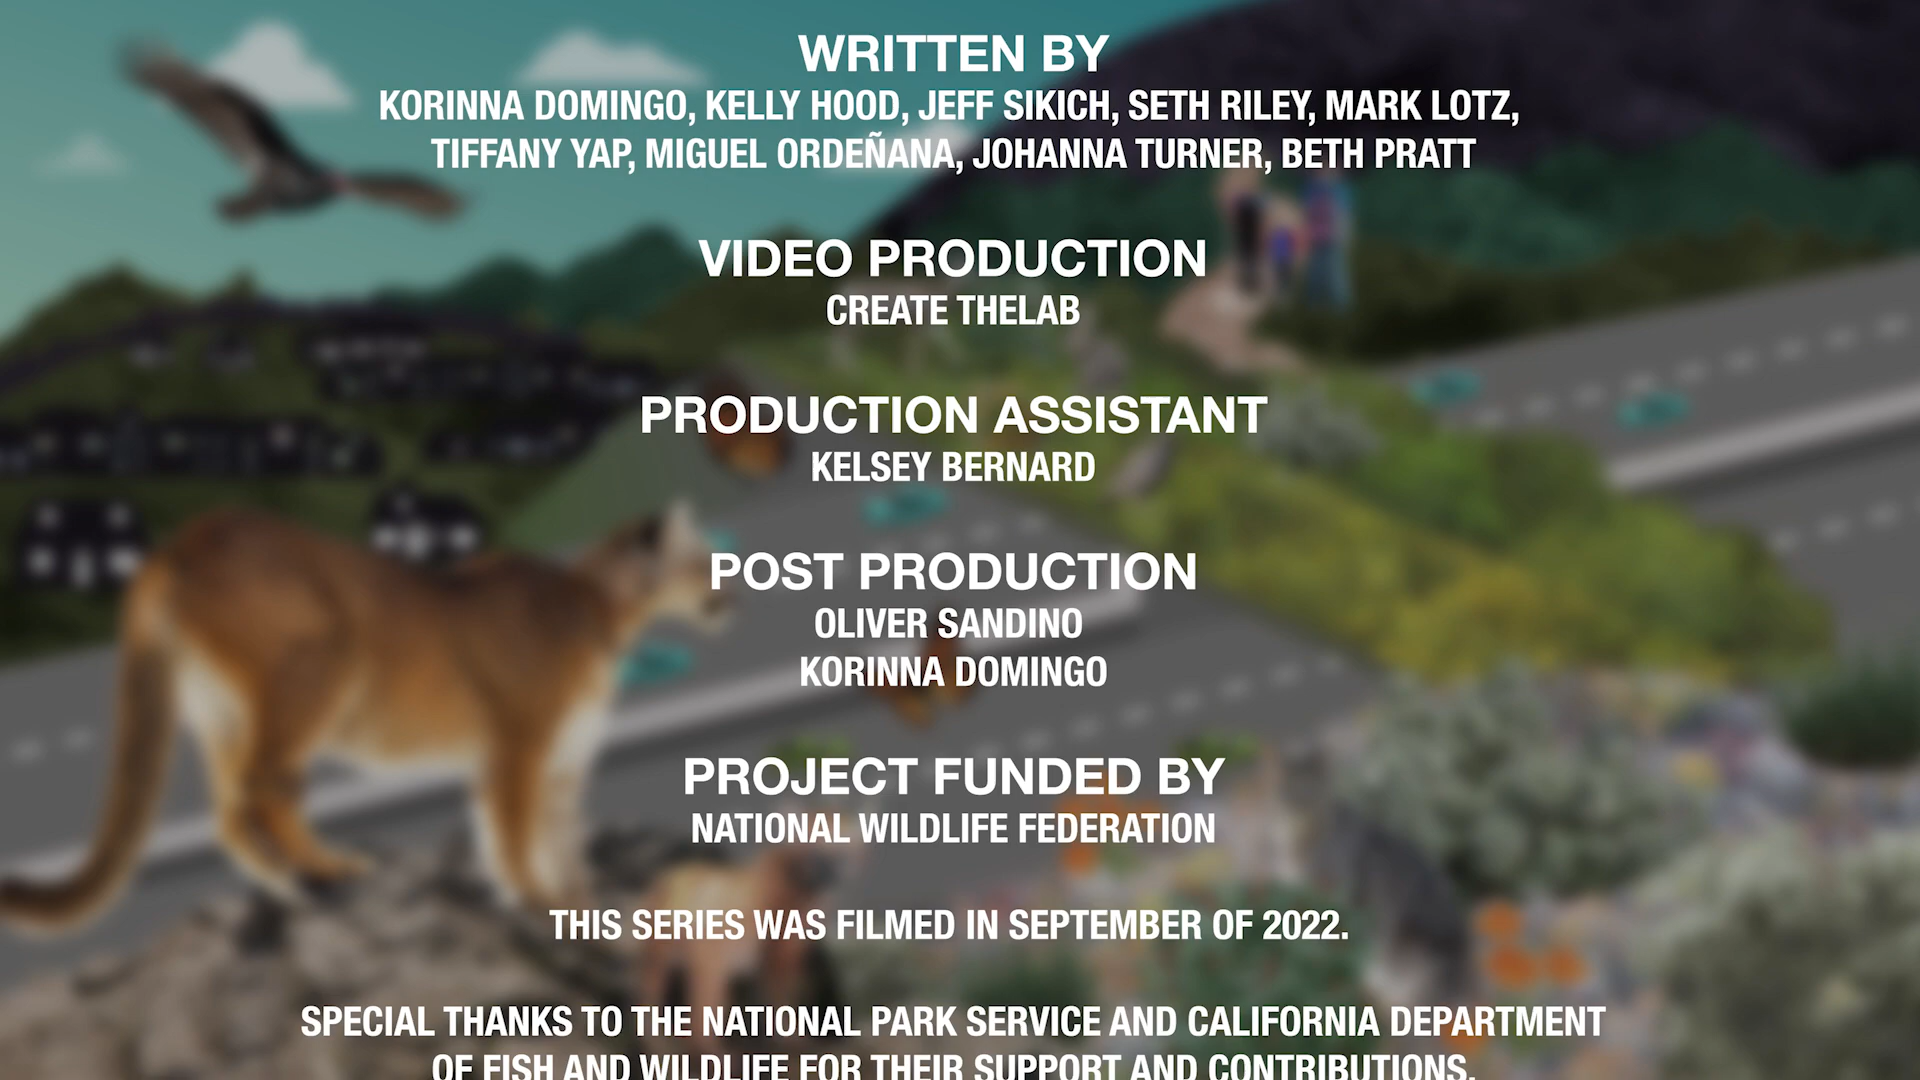 WRITTEN BY
KORINNA DOMINGO, KELLY HOOD, JEFF SIKICH, SETH RILEY, MARK LOTZ,
TIFFANY YAP, MIGUEL ORDEÑANA, JOHANNA TURNER, BETH PRATT
VIDEO PRODUCTION
CREATE THELAB
PRODUCTION ASSISTANT
KELSEY BERNARD
POST PRODUCTION
OLIVER SANDINO
KORINNA DOMINGO
PROJECT FUNDED BY
NATIONAL WILDLIFE FEDERATION
THIS SERIES WAS FILMED IN SEPTEMBER OF 2022.
SPECIAL THANKS TO THE NATIONAL PARK SERVICE AND CALIFORNIA DEPARTMENT
OF FISH AND WILDLIFE FOR THEIR SUPPORT AND CONTRIBUTIONS.